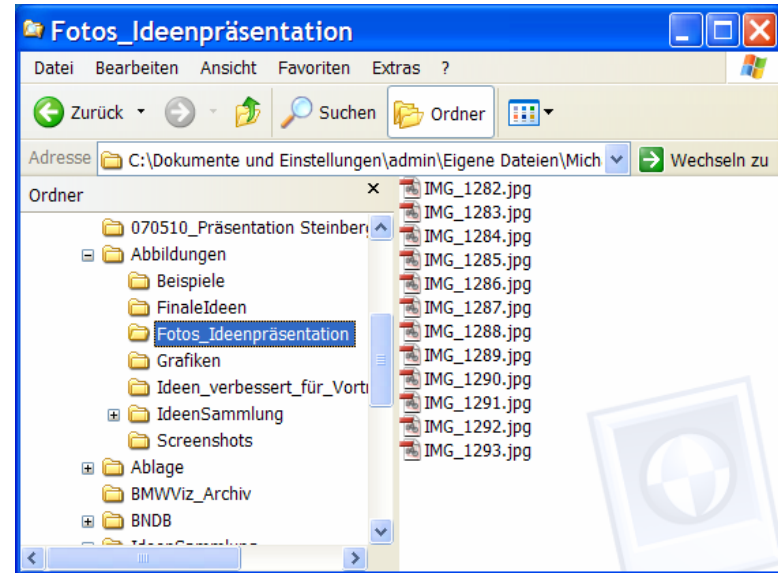 Fotos_Ideenpräsentation
Datei Bearbeiten Ansicht Favoriten Extras ?
Zurück Suchen Ordner
Adresse C:\Dokumente und Einstellungen\admin\Eigene Dateien\Mich Wechseln zu
Ordner
070510_Präsentation Steinber
Abbildungen
Beispiele
FinaleIdeen
Fotos_Ideenpräsentation
Grafiken
Ideen_verbessert_für_Vort
IdeenSammlung
Screenshots
Ablage
BMWViz_Archiv
BNDB
IdeenSammlung
IMG_1282.jpg
IMG_1283.jpg
IMG_1284.jpg
IMG_1285.jpg
IMG_1286.jpg
IMG_1287.jpg
IMG_1288.jpg
IMG_1289.jpg
IMG_1290.jpg
IMG_1291.jpg
IMG_1292.jpg
IMG_1293.jpg